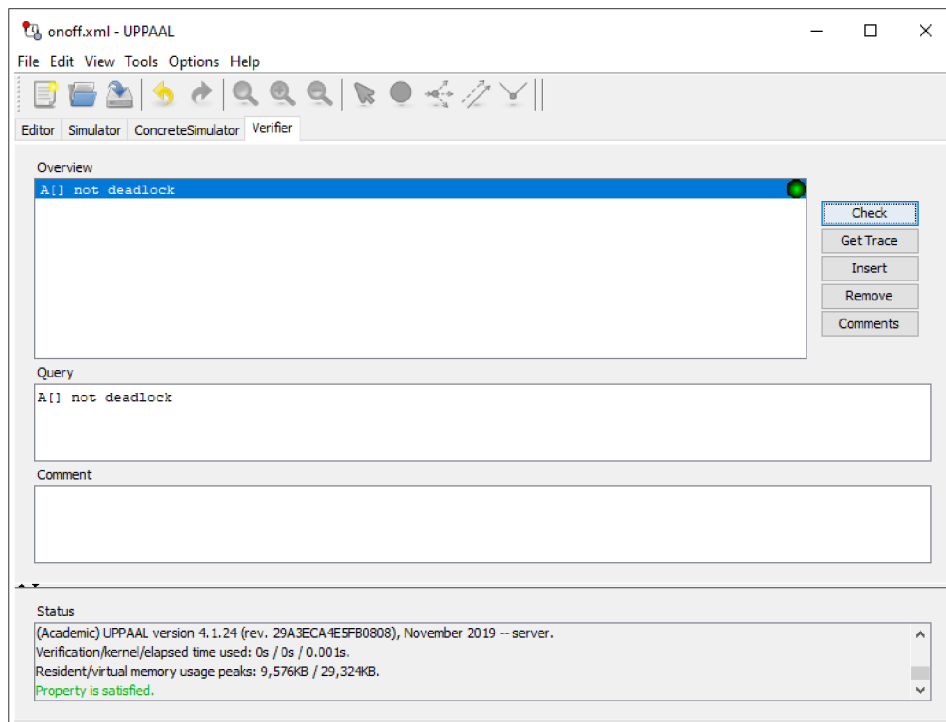 onoff.xml - UPPAAL
File Edit View Tools Options Help
Editor Simulator ConcreteSimulator Verifier
Overview
A[] not deadlock
Check
Get Trace
Insert
Remove
Comments
Query
A[] not deadlock
Comment
Status
(Academic) UPPAAL version 4.1.24 (rev. 29A3ECA4E5FB0808), November 2019 -- server.
Verification/kernel/elapsed time used: 0s / 0s / 0.001s.
Resident/virtual memory usage peaks: 9,576KB / 29,324KB.
Property is satisfied.